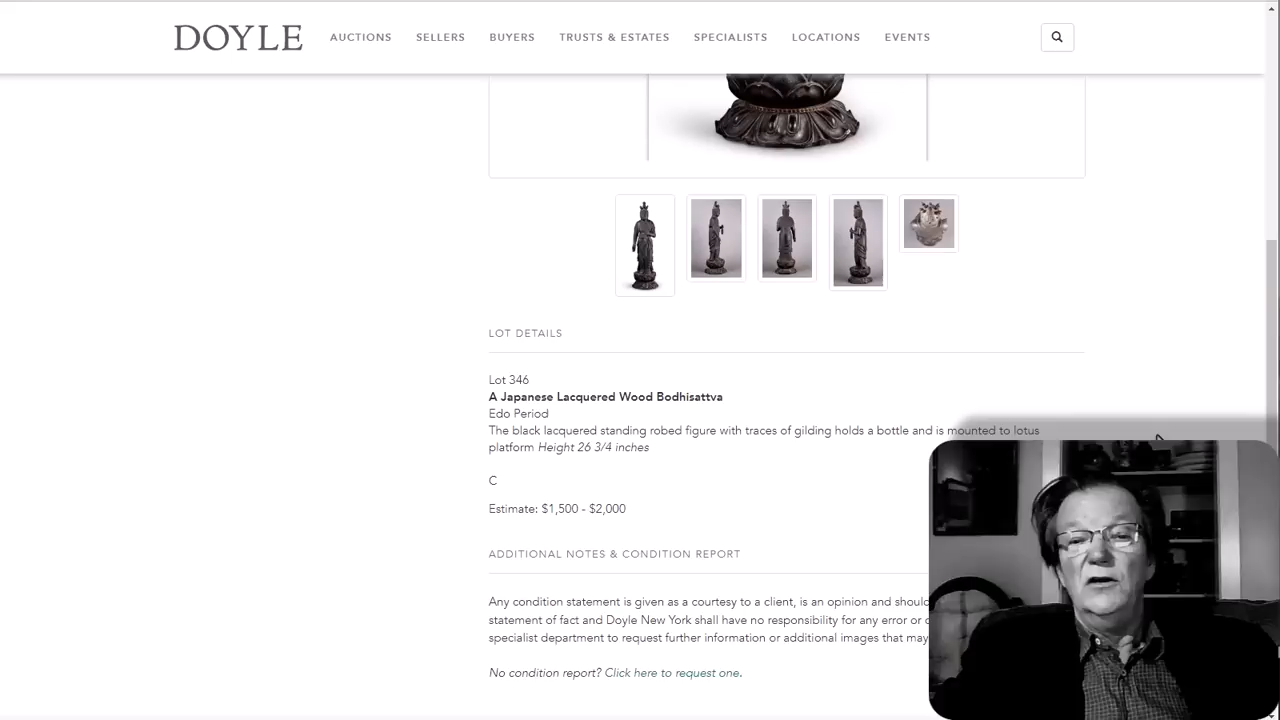 DOYLE
AUCTIONS SELLERS BUYERS TRUSTS & ESTATES SPECIALISTS LOCATIONS EVENTS
LOT DETAILS
Lot 346
A Japanese Lacquered Wood Bodhisattva
Edo Period
The black lacquered standing robed figure with traces of gilding holds a bottle and is mounted to lotus
platform Height 26 3/4 inches
C
Estimate: $1,500 - $2,000
ADDITIONAL NOTES & CONDITION REPORT
Any condition statement is given as a courtesy to a client, is an opinion and
statement of fact and Doyle New York shall have no responsibility for any error or
specialist department to request further information or additional images that may
No condition report? Click here to request one.